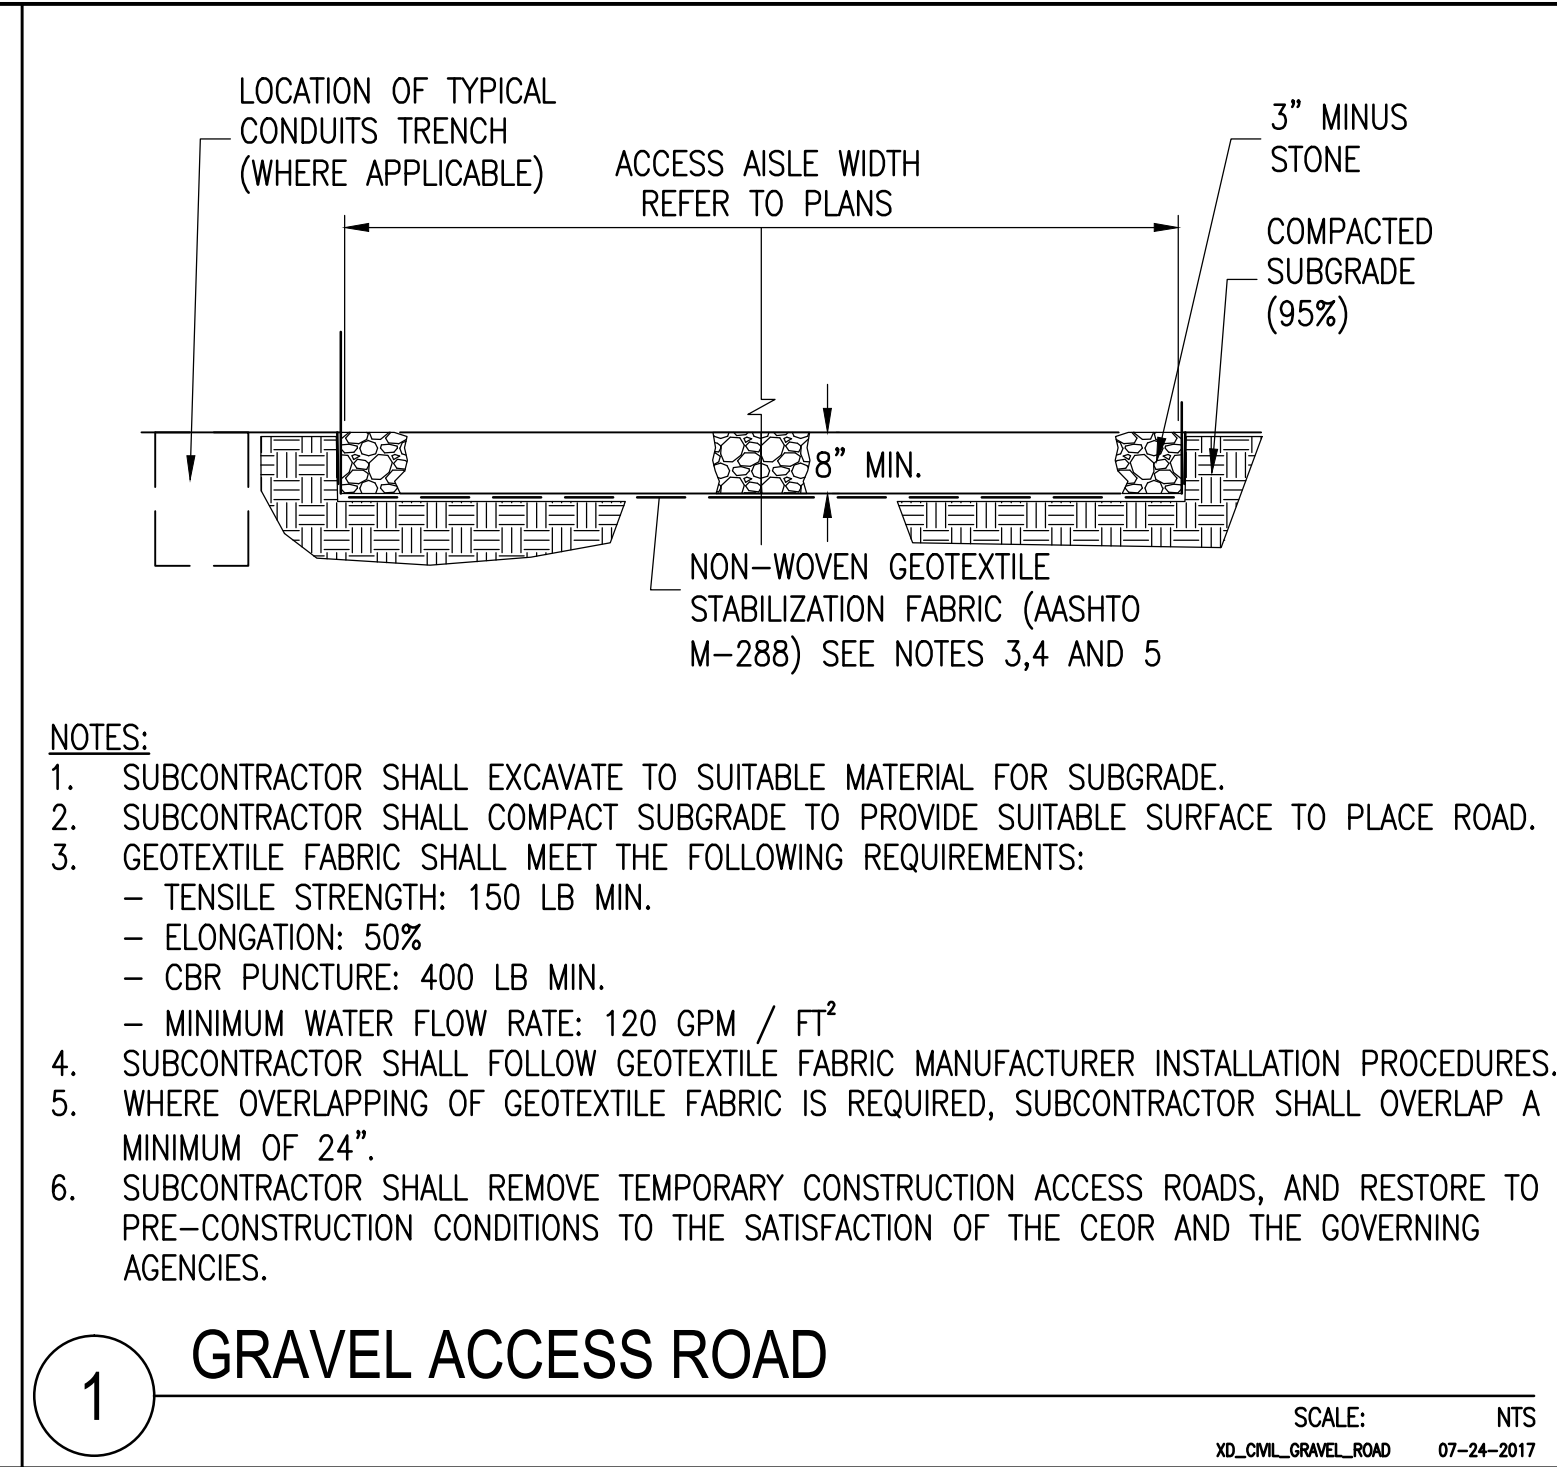 LOCATION OF TYPICAL
CONDUITS TRENCH
(WHERE APPLICABLE)
ACCESS AISLE WIDTH
REFER TO PLANS
3" MINUS
STONE
COMPACTED
SUBGRADE
(95%)
8" MIN.
NON-WOVEN GEOTEXTILE
STABILIZATION FABRIC (AASHTO
M-288) SEE NOTES 3,4 AND 5
NOTES:
1. SUBCONTRACTOR SHALL EXCAVATE TO SUITABLE MATERIAL FOR SUBGRADE.
2. SUBCONTRACTOR SHALL COMPACT SUBGRADE TO PROVIDE SUITABLE SURFACE TO PLACE ROAD.
3. GEOTEXTILE FABRIC SHALL MEET THE FOLLOWING REQUIREMENTS:
- TENSILE STRENGTH: 150 LB MIN.
- ELONGATION: 50%
- CBR PUNCTURE: 400 LB MIN.
- MINIMUM WATER FLOW RATE: 120 GPM / FT²
4. SUBCONTRACTOR SHALL FOLLOW GEOTEXTILE FABRIC MANUFACTURER INSTALLATION PROCEDURES.
5. WHERE OVERLAPPING OF GEOTEXTILE FABRIC IS REQUIRED, SUBCONTRACTOR SHALL OVERLAP A
MINIMUM OF 24".
6. SUBCONTRACTOR SHALL REMOVE TEMPORARY CONSTRUCTION ACCESS ROADS, AND RESTORE TO
PRE-CONSTRUCTION CONDITIONS TO THE SATISFACTION OF THE CEOR AND THE GOVERNING
AGENCIES.
1 GRAVEL ACCESS ROAD
SCALE: NTS
XD_CIVIL_GRAVEL_ROAD 07-24-2017